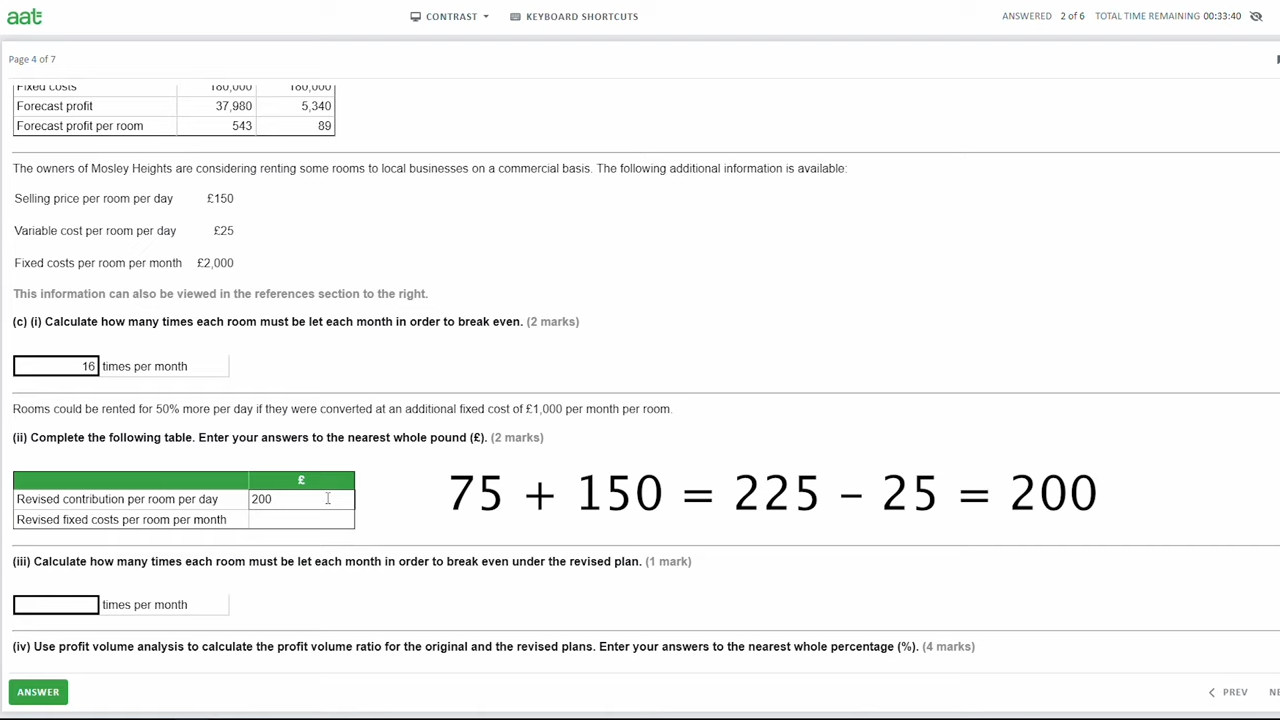 aat
CONTRAST
KEYBOARD SHORTCUTS
ANSWERED 2 of 6 TOTAL TIME REMAINING 00:33:40
Page 4 of 7
Fixed costs 180,000 180,000
Forecast profit 37,980 5,340
Forecast profit per room 543 89
The owners of Mosley Heights are considering renting some rooms to local businesses on a commercial basis. The following additional information is available:
Selling price per room per day £150
Variable cost per room per day £25
Fixed costs per room per month £2,000
This information can also be viewed in the references section to the right.
(c) (i) Calculate how many times each room must be let each month in order to break even. (2 marks)
16 times per month
Rooms could be rented for 50% more per day if they were converted at an additional fixed cost of £1,000 per month per room.
(ii) Complete the following table. Enter your answers to the nearest whole pound (£). (2 marks)
£
Revised contribution per room per day 200
Revised fixed costs per room per month
75 + 150 = 225 - 25 = 200
(iii) Calculate how many times each room must be let each month in order to break even under the revised plan. (1 mark)
times per month
(iv) Use profit volume analysis to calculate the profit volume ratio for the original and the revised plans. Enter your answers to the nearest whole percentage (%). (4 marks)
ANSWER
PREV
NE